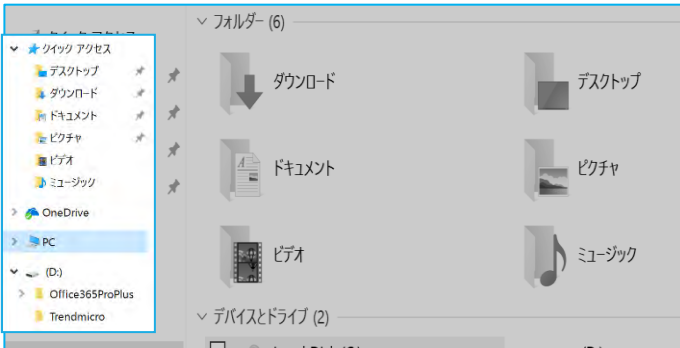 クイック アクセス
デスクトップ
ダウンロード
ドキュメント
ピクチャ
ビデオ
ミュージック
OneDrive
PC
(D:)
Office365ProPlus
Trendmicro
フォルダー (6)
ダウンロード
デスクトップ
ドキュメント
ピクチャ
ビデオ
ミュージック
デバイスとドライブ (2)